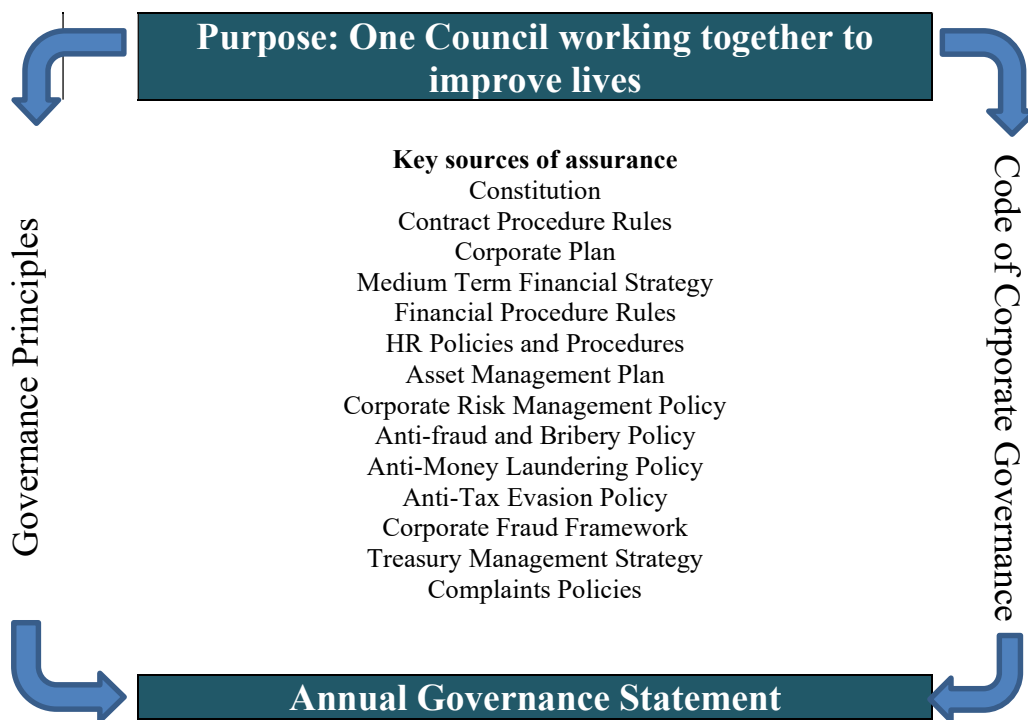 Purpose: One Council working together to
improve lives
Governance Principles
Key sources of assurance
Constitution
Contract Procedure Rules
Corporate Plan
Medium Term Financial Strategy
Financial Procedure Rules
HR Policies and Procedures
Asset Management Plan
Corporate Risk Management Policy
Anti-fraud and Bribery Policy
Anti-Money Laundering Policy
Anti-Tax Evasion Policy
Corporate Fraud Framework
Treasury Management Strategy
Complaints Policies
Code of Corporate Governance
Annual Governance Statement